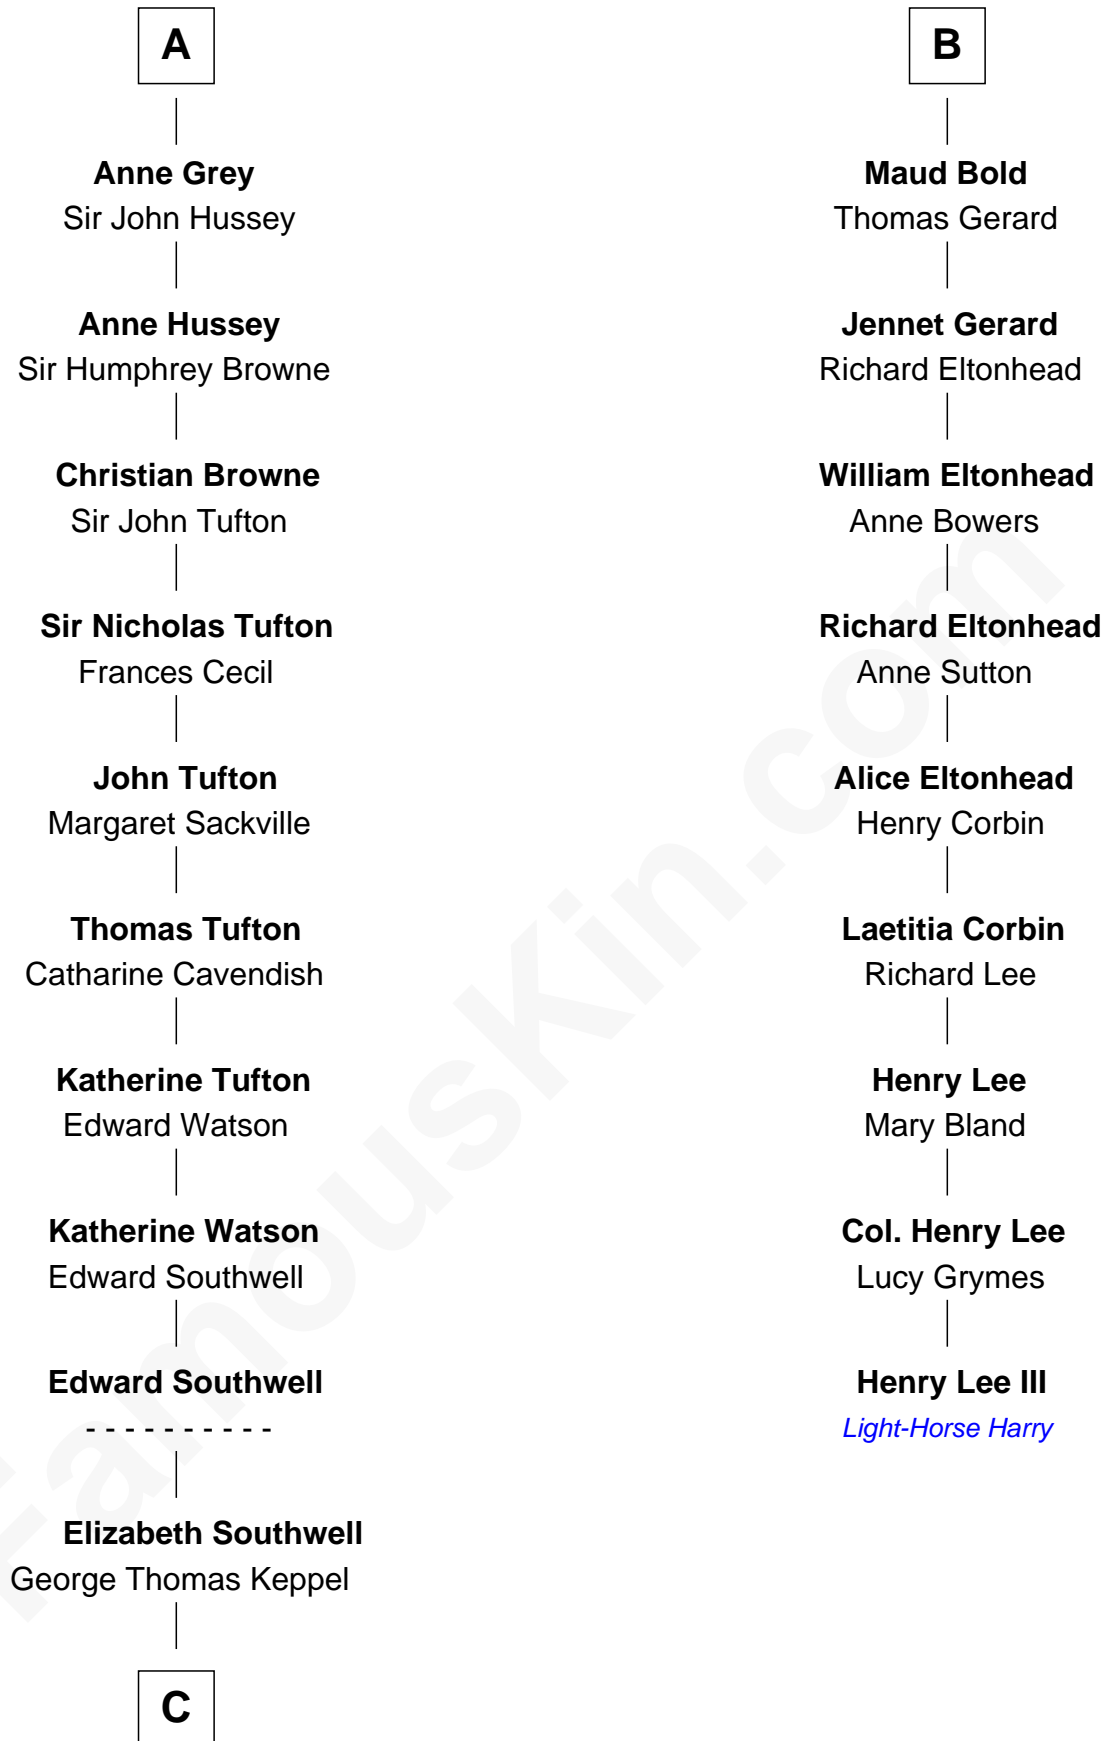 A
Anne Grey
Sir John Hussey
Anne Hussey
Sir Humphrey Browne
Christian Browne
Sir John Tufton
Sir Nicholas Tufton
Frances Cecil
John Tufton
Margaret Sackville
Thomas Tufton
Catharine Cavendish
Katherine Tufton
Edward Watson
Katherine Watson
Edward Southwell
Edward Southwell
- - - - - - - - - -
Elizabeth Southwell
George Thomas Keppel
C
B
Maud Bold
Thomas Gerard
Jennet Gerard
Richard Eltonhead
William Eltonhead
Anne Bowers
Richard Eltonhead
Anne Sutton
Alice Eltonhead
Henry Corbin
Laetitia Corbin
Richard Lee
Henry Lee
Mary Bland
Col. Henry Lee
Lucy Grymes
Henry Lee III
Light-Horse Harry
FamousKin.com